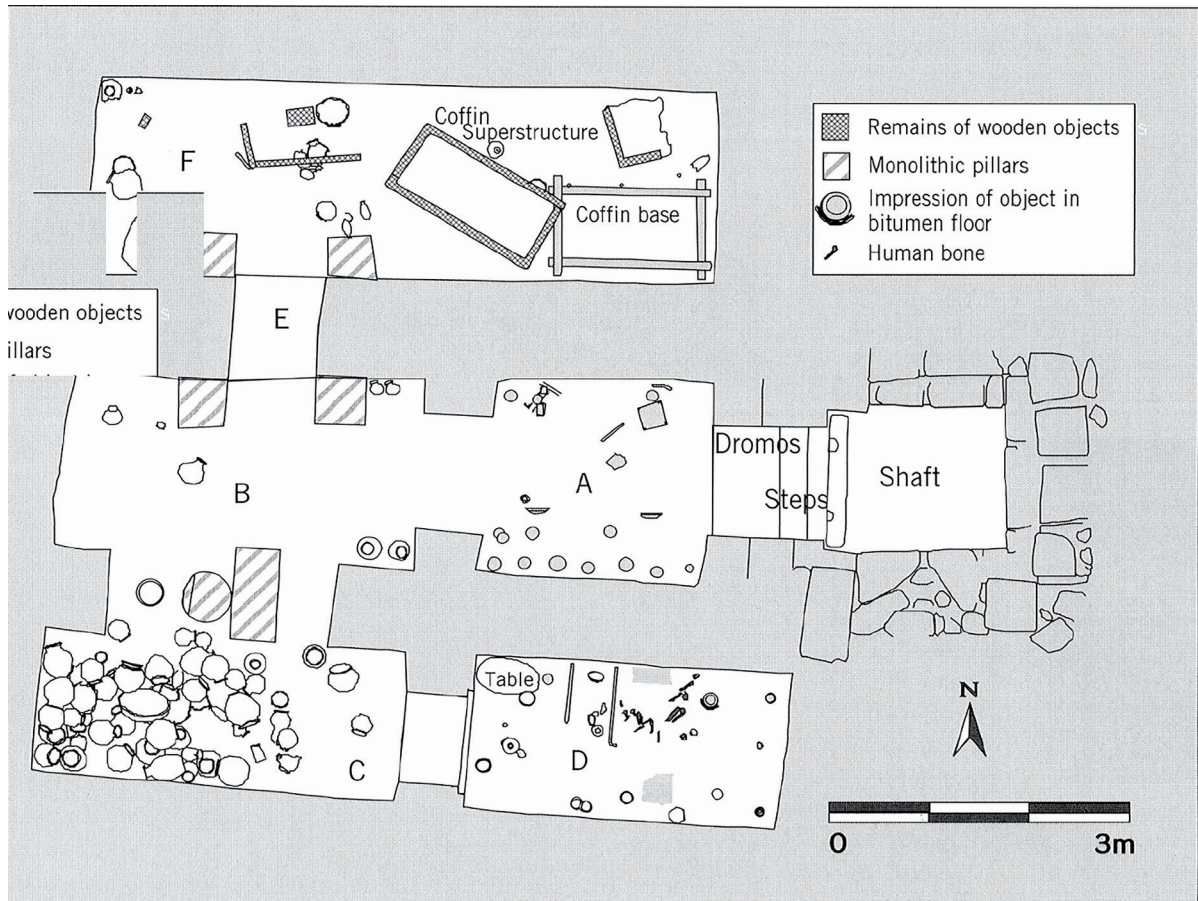 Coffin
Superstructure
Coffin base
F
Remains of wooden objects
Monolithic pillars
Impression of object in
bitumen floor
Human bone
E
wooden objects
illars
Dromos
Steps
Shaft
A
B
Table
D
C
N
0
3m